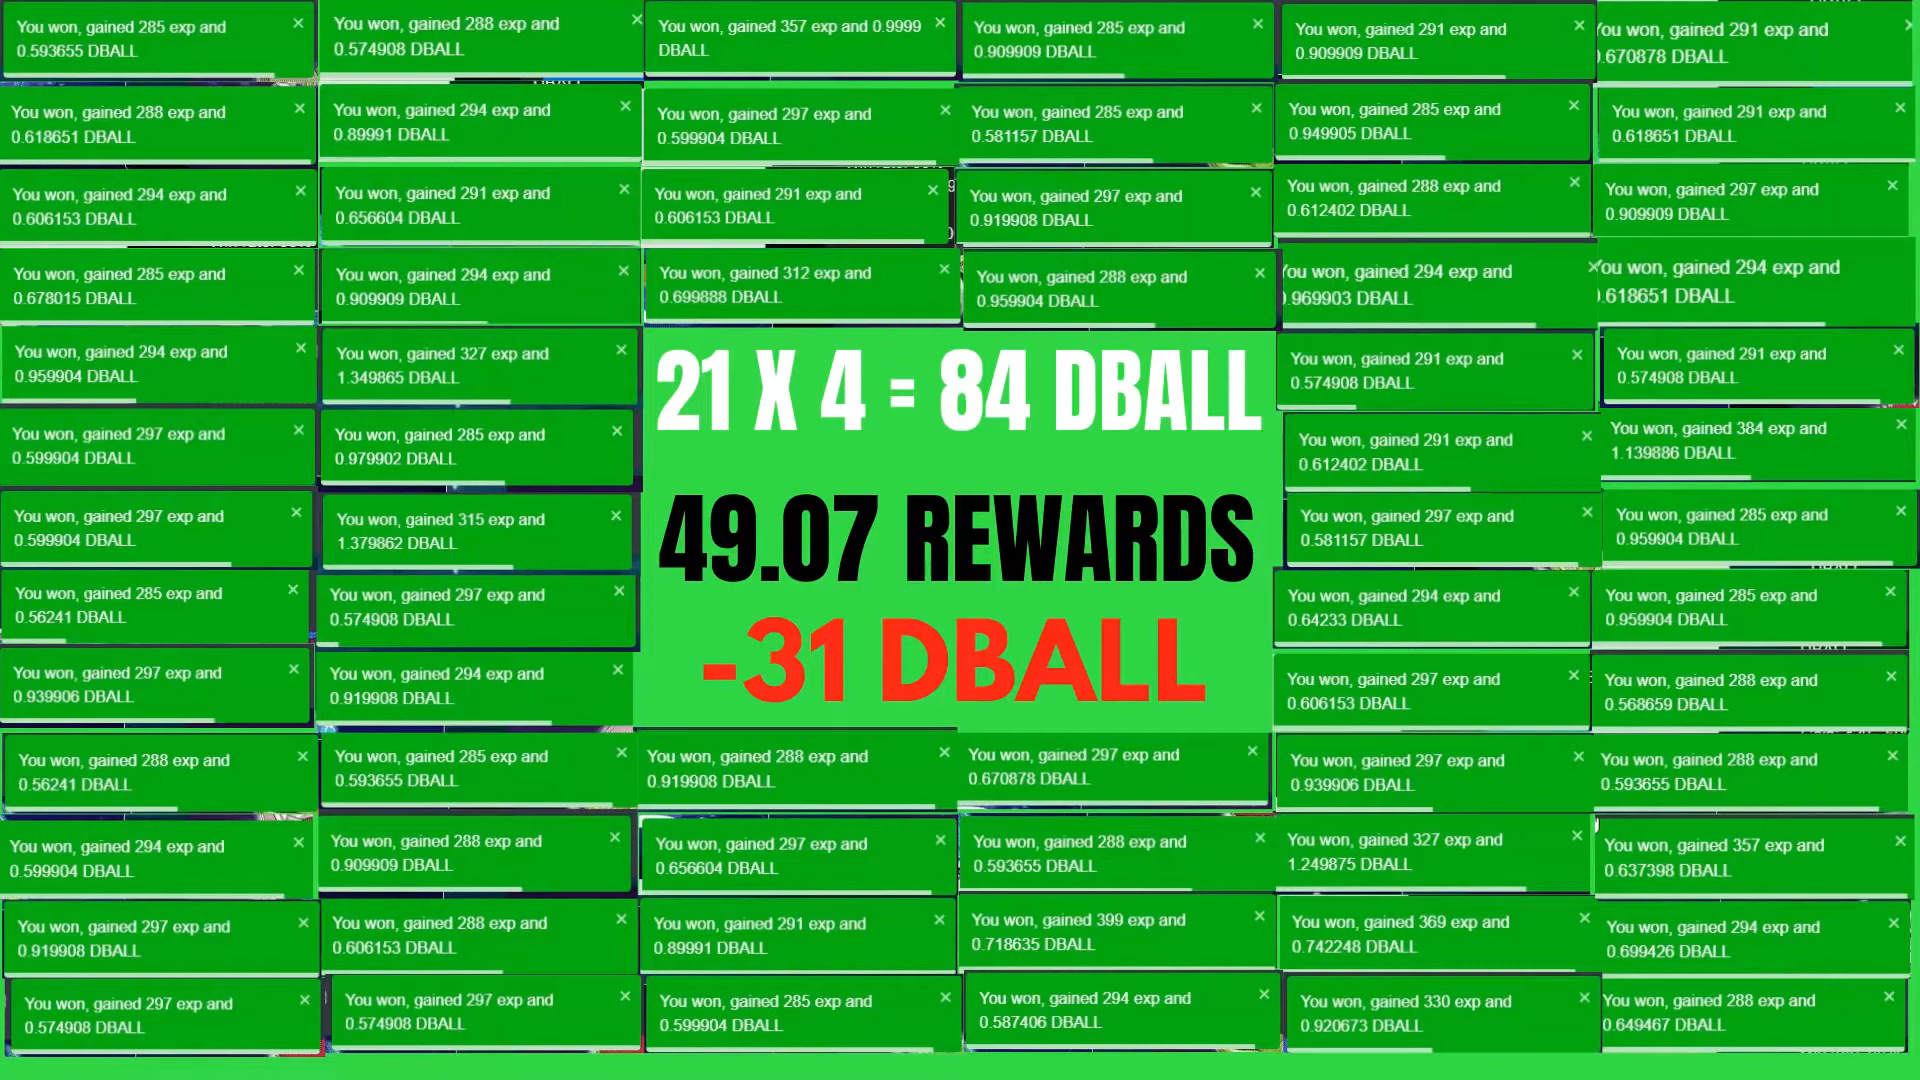 You won, gained 285 exp and
0.593655 DBALL
You won, gained 288 exp and
0.574908 DBALL
You won, gained 357 exp and 0.9999
DBALL
You won, gained 285 exp and
0.909909 DBALL
You won, gained 291 exp and
0.909909 DBALL
You won, gained 291 exp and
0.670878 DBALL
You won, gained 288 exp and
0.618651 DBALL
You won, gained 294 exp and
0.89991 DBALL
You won, gained 297 exp and
0.599904 DBALL
You won, gained 285 exp and
0.581157 DBALL
You won, gained 285 exp and
0.949905 DBALL
You won, gained 291 exp and
0.618651 DBALL
You won, gained 294 exp and
0.606153 DBALL
You won, gained 291 exp and
0.656604 DBALL
You won, gained 291 exp and
0.606153 DBALL
You won, gained 297 exp and
0.919908 DBALL
You won, gained 288 exp and
0.612402 DBALL
You won, gained 297 exp and
0.909909 DBALL
You won, gained 285 exp and
0.678015 DBALL
You won, gained 294 exp and
0.909909 DBALL
You won, gained 312 exp and
0.699888 DBALL
You won, gained 288 exp and
0.959904 DBALL
You won, gained 294 exp and
0.969903 DBALL
You won, gained 294 exp and
0.618651 DBALL
You won, gained 294 exp and
0.959904 DBALL
You won, gained 327 exp and
1.349865 DBALL
21 X 4 = 84 DBALL
You won, gained 291 exp and
0.574908 DBALL
You won, gained 291 exp and
0.574908 DBALL
You won, gained 297 exp and
0.599904 DBALL
You won, gained 285 exp and
0.979902 DBALL
You won, gained 291 exp and
0.612402 DBALL
You won, gained 384 exp and
1.139886 DBALL
You won, gained 297 exp and
0.599904 DBALL
You won, gained 315 exp and
1.379862 DBALL
49.07 REWARDS
You won, gained 297 exp and
0.581157 DBALL
You won, gained 285 exp and
0.959904 DBALL
You won, gained 285 exp and
0.56241 DBALL
You won, gained 297 exp and
0.574908 DBALL
You won, gained 294 exp and
0.64233 DBALL
You won, gained 285 exp and
0.959904 DBALL
You won, gained 297 exp and
0.939906 DBALL
You won, gained 294 exp and
0.919908 DBALL
-31 DBALL
You won, gained 297 exp and
0.606153 DBALL
You won, gained 288 exp and
0.568659 DBALL
You won, gained 288 exp and
0.56241 DBALL
You won, gained 285 exp and
0.593655 DBALL
You won, gained 288 exp and
0.919908 DBALL
You won, gained 297 exp and
0.670878 DBALL
You won, gained 297 exp and
0.939906 DBALL
You won, gained 288 exp and
0.593655 DBALL
You won, gained 294 exp and
0.599904 DBALL
You won, gained 288 exp and
0.909909 DBALL
You won, gained 297 exp and
0.656604 DBALL
You won, gained 288 exp and
0.593655 DBALL
You won, gained 327 exp and
1.249875 DBALL
You won, gained 357 exp and
0.637398 DBALL
You won, gained 297 exp and
0.919908 DBALL
You won, gained 288 exp and
0.606153 DBALL
You won, gained 291 exp and
0.89991 DBALL
You won, gained 399 exp and
0.718635 DBALL
You won, gained 369 exp and
0.742248 DBALL
You won, gained 294 exp and
0.699426 DBALL
You won, gained 297 exp and
0.574908 DBALL
You won, gained 297 exp and
0.574908 DBALL
You won, gained 285 exp and
0.599904 DBALL
You won, gained 294 exp and
0.587406 DBALL
You won, gained 330 exp and
0.920673 DBALL
You won, gained 288 exp and
0.649467 DBALL